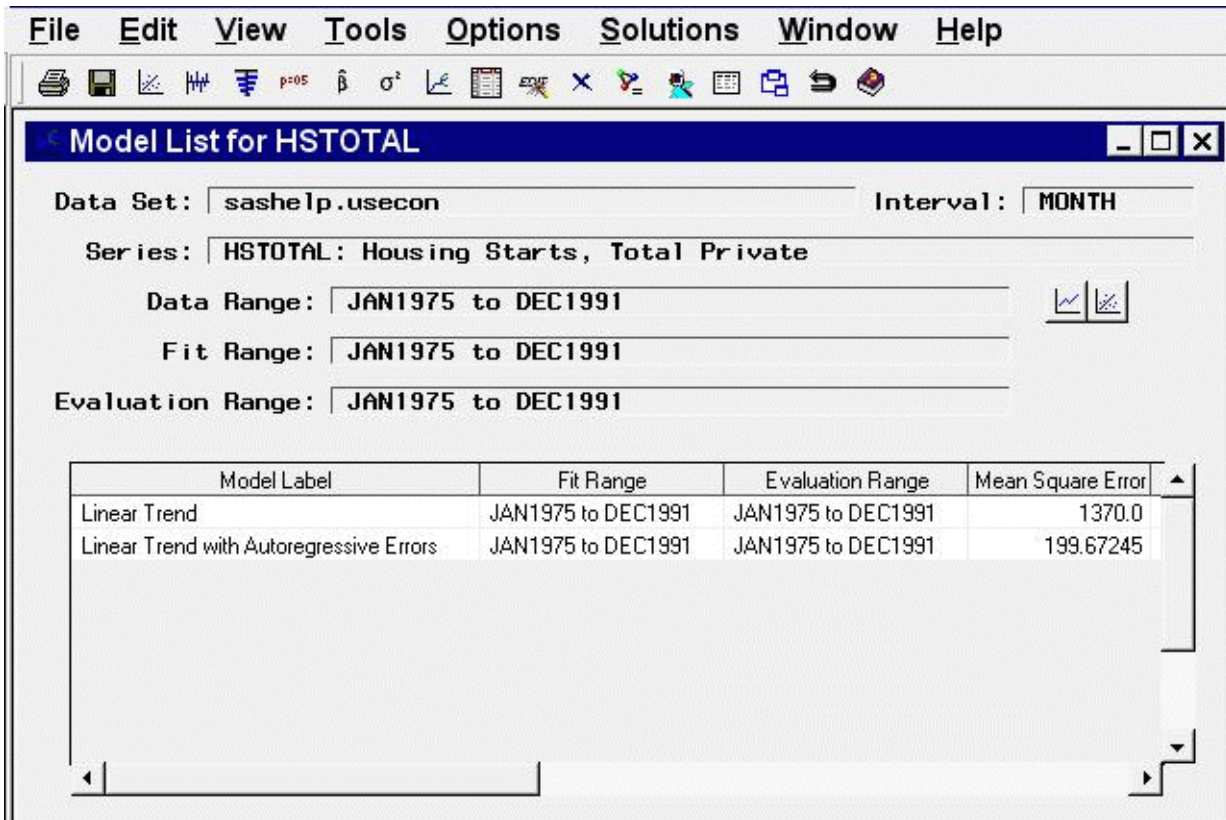 File Edit View Tools Options Solutions Window Help
p=05 β̂ σ²
Model List for HSTOTAL
Data Set: sashelp.usecon Interval: MONTH
Series: HSTOTAL: Housing Starts, Total Private
Data Range: JAN1975 to DEC1991
Fit Range: JAN1975 to DEC1991
Evaluation Range: JAN1975 to DEC1991
Model Label Fit Range Evaluation Range Mean Square Error
Linear Trend JAN1975 to DEC1991 JAN1975 to DEC1991 1370.0
Linear Trend with Autoregressive Errors JAN1975 to DEC1991 JAN1975 to DEC1991 199.67245